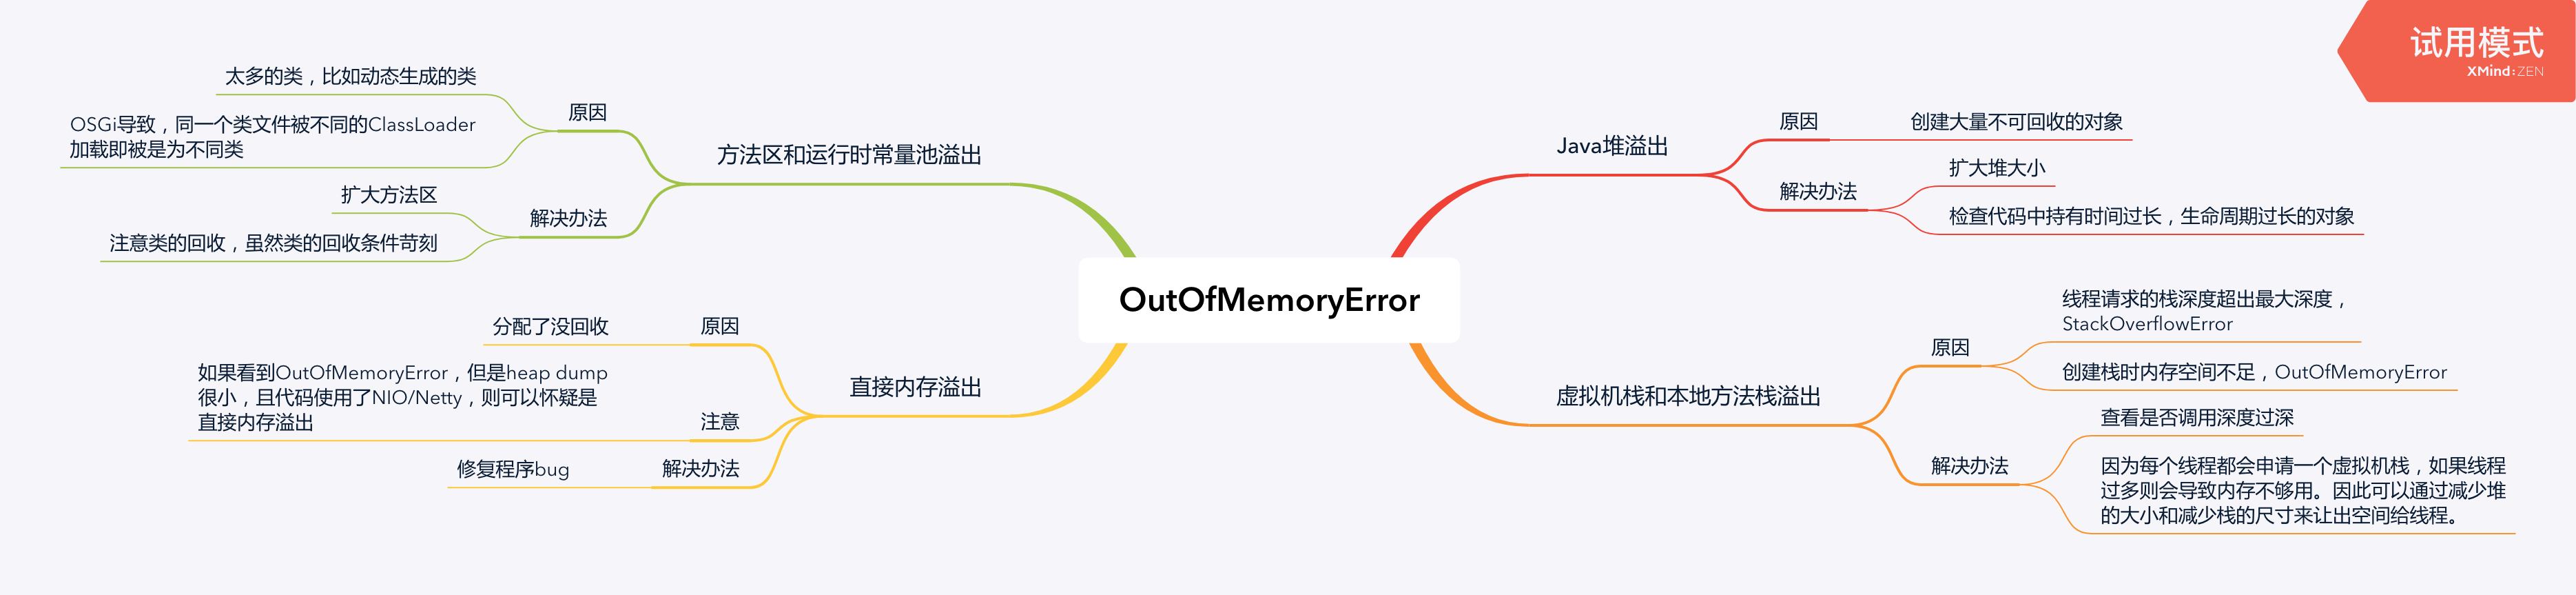 试用模式
XMind:ZEN
OutOfMemoryError
Java堆溢出
原因
创建大量不可回收的对象
解决办法
扩大堆大小
检查代码中持有时间过长，生命周期过长的对象
虚拟机栈和本地方法栈溢出
原因
线程请求的栈深度超出最大深度，
StackOverflowError
创建栈时内存空间不足，OutOfMemoryError
解决办法
查看是否调用深度过深
因为每个线程都会申请一个虚拟机栈，如果线程
过多则会导致内存不够用。因此可以通过减少堆
的大小和减少栈的尺寸来让出空间给线程。
方法区和运行时常量池溢出
原因
太多的类，比如动态生成的类
OSGi导致，同一个类文件被不同的ClassLoader
加载即被是为不同类
解决办法
扩大方法区
注意类的回收，虽然类的回收条件苛刻
直接内存溢出
原因
分配了没回收
注意
如果看到OutOfMemoryError，但是heap dump
很小，且代码使用了NIO/Netty，则可以怀疑是
直接内存溢出
解决办法
修复程序bug